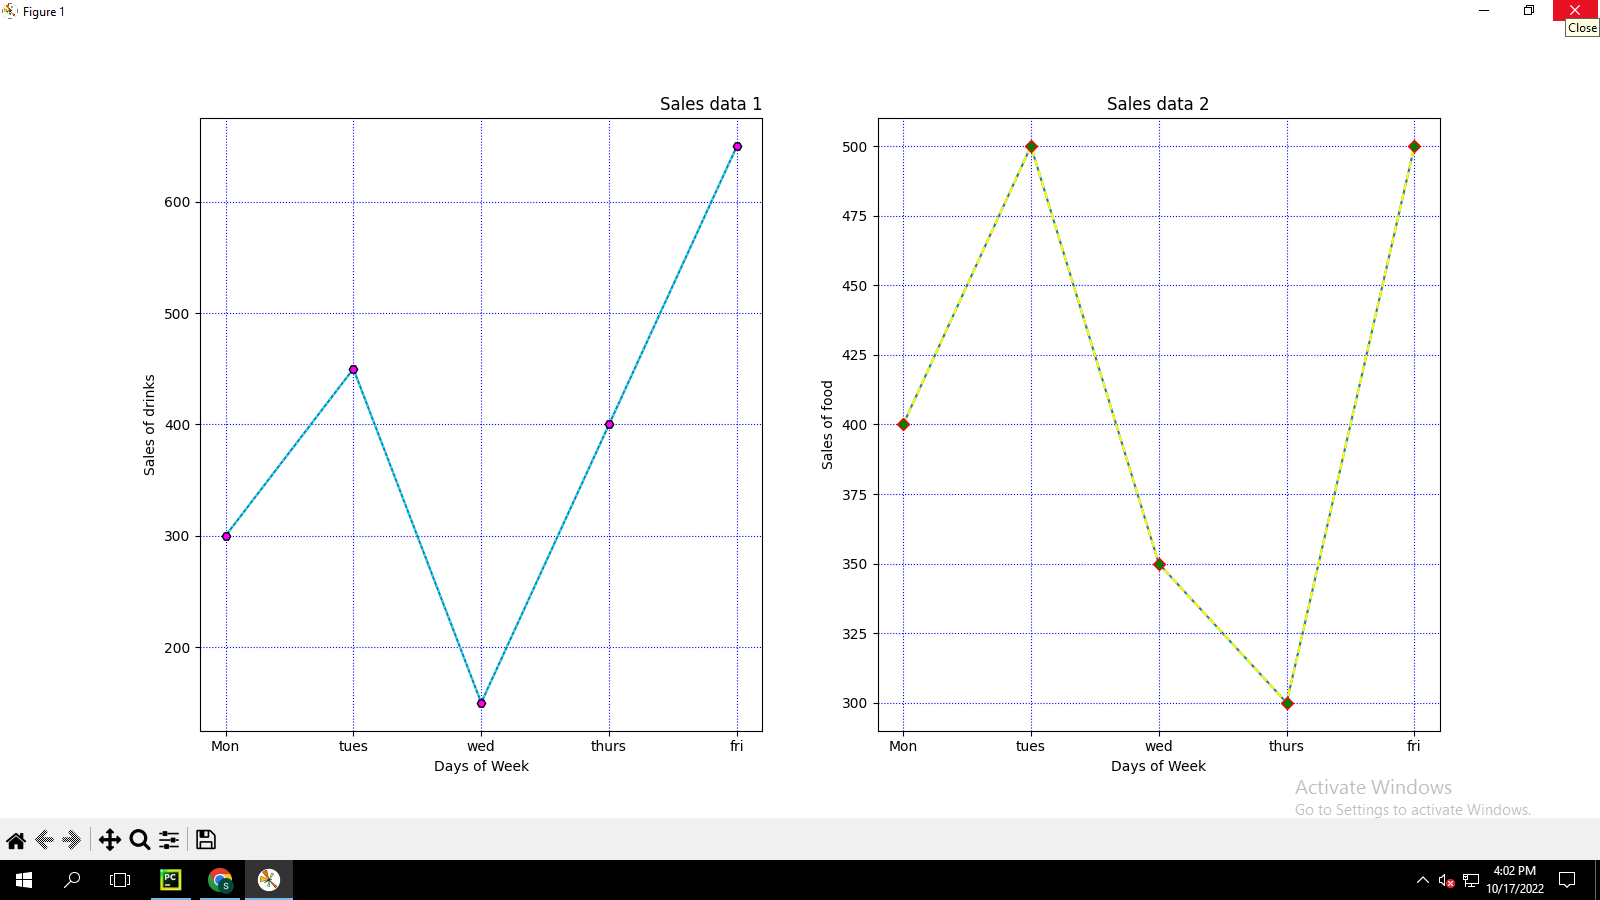 Figure 1
Close
Sales data 1
600
500
400
300
200
Sales of drinks
Mon tues wed thurs fri
Days of Week
Sales data 2
500
475
450
425
400
375
350
325
300
Sales of food
Mon tues wed thurs fri
Days of Week
Activate Windows
Go to Settings to activate Windows.
PC
S
4:02 PM
10/17/2022